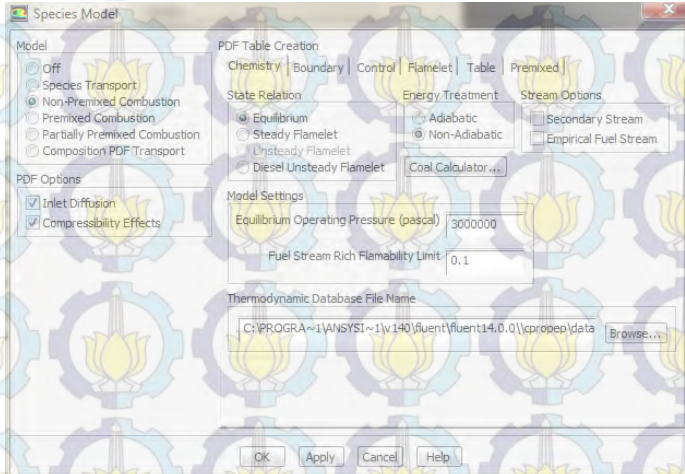 Species Model
Model
Off
Species Transport
Non-Premixed Combustion
Premixed Combustion
Partially Premixed Combustion
Composition PDF Transport
PDF Options
Inlet Diffusion
Compressibility Effects
PDF Table Creation
Chemistry Boundary Control Flamelet Table Premixed
State Relation
Equilibrium
Steady Flamelet
Unsteady Flamelet
Diesel Unsteady Flamelet
Energy Treatment
Adiabatic
Non-Adiabatic
Stream Options
Secondary Stream
Empirical Fuel Stream
Coal Calculator...
Model Settings
Equilibrium Operating Pressure (pascal) 3000000
Fuel Stream Rich Flamability Limit 0.1
Thermodynamic Database File Name
C:\PROGRA~1\ANSYSI~1\v140\fluent\fluent14.0.0\\cpropep\data
Browse...
OK Apply Cancel Help